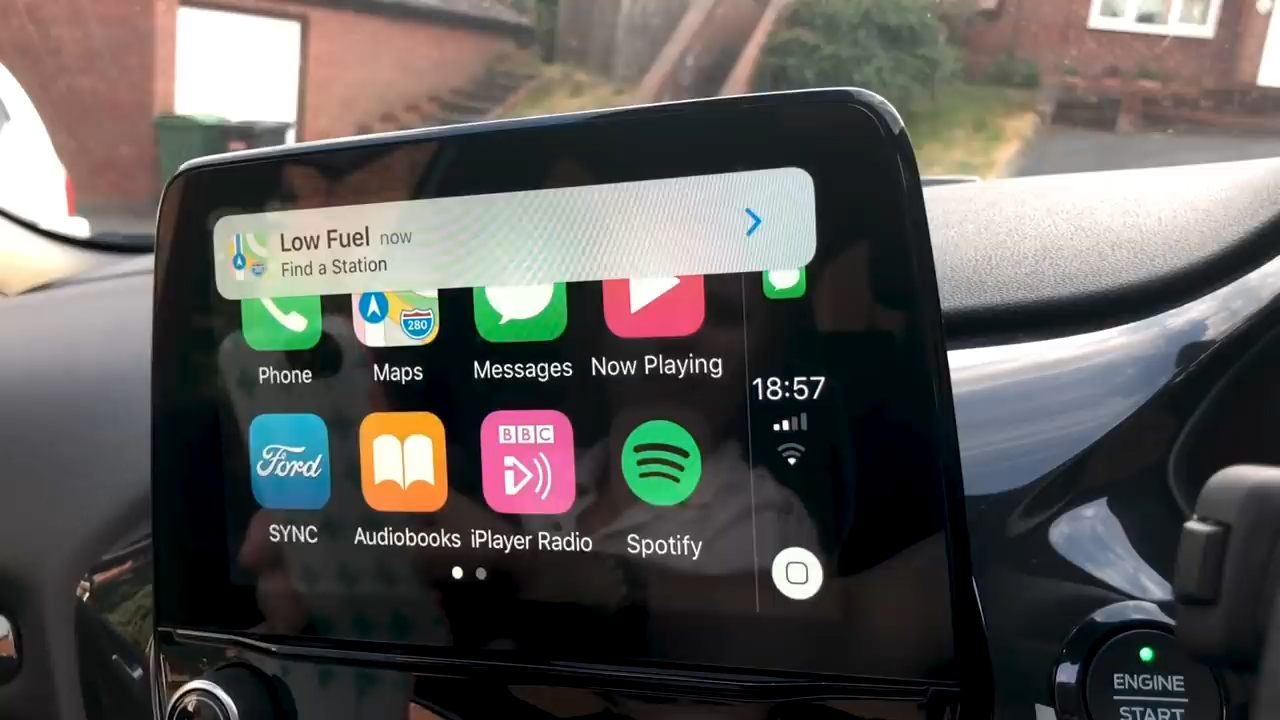 Low Fuel now
Find a Station
280
Phone
Maps
Messages
Now Playing
18:57
Ford
BBC
SYNC
Audiobooks
iPlayer Radio
Spotify
ENGINE
START